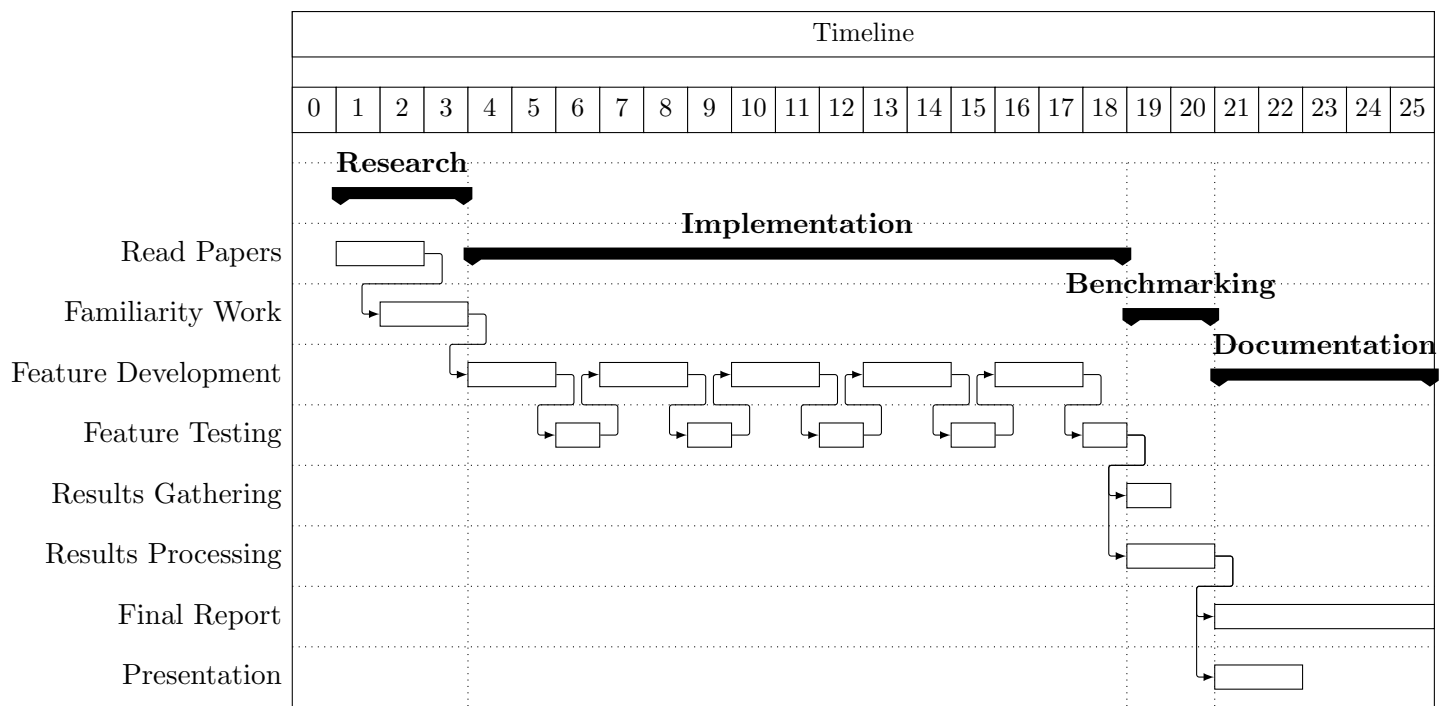 Timeline
0 1 2 3 4 5 6 7 8 9 10 11 12 13 14 15 16 17 18 19 20 21 22 23 24 25
Research
Implementation
Read Papers
Benchmarking
Familiarity Work
Documentation
Feature Development
Feature Testing
Results Gathering
Results Processing
Final Report
Presentation